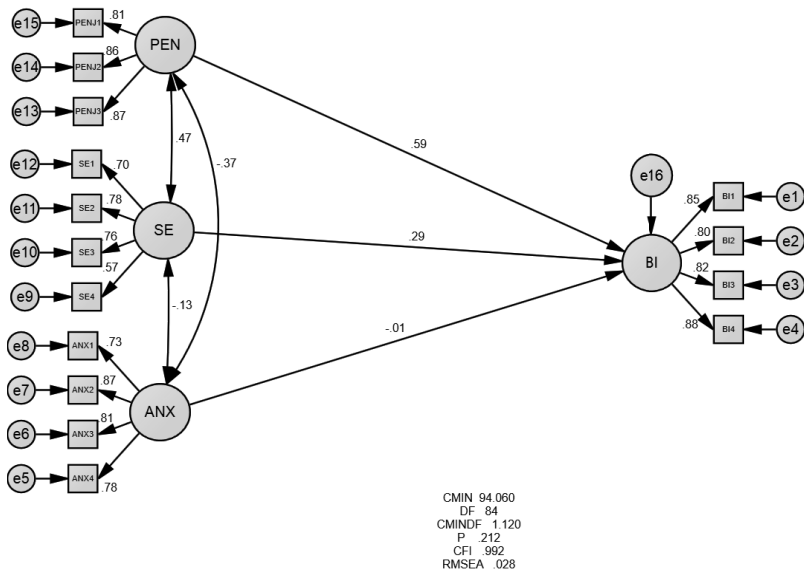 e15 PENJ1 .81
PEN
e14 PENJ2 .86
e13 PENJ3 .87
.47
-.37
.59
e12 SE1 .70
e11 SE2 .78
SE
e10 SE3 .76
e9 SE4 .57
.29
-.13
-.01
e16
BI
.85 BI1 e1
.80 BI2 e2
.82 BI3 e3
.88 BI4 e4
e8 ANX1 .73
e7 ANX2 .87
ANX
e6 ANX3 .81
e5 ANX4 .78
CMIN 94.060
DF 84
CMINDF 1.120
P .212
CFI .992
RMSEA .028